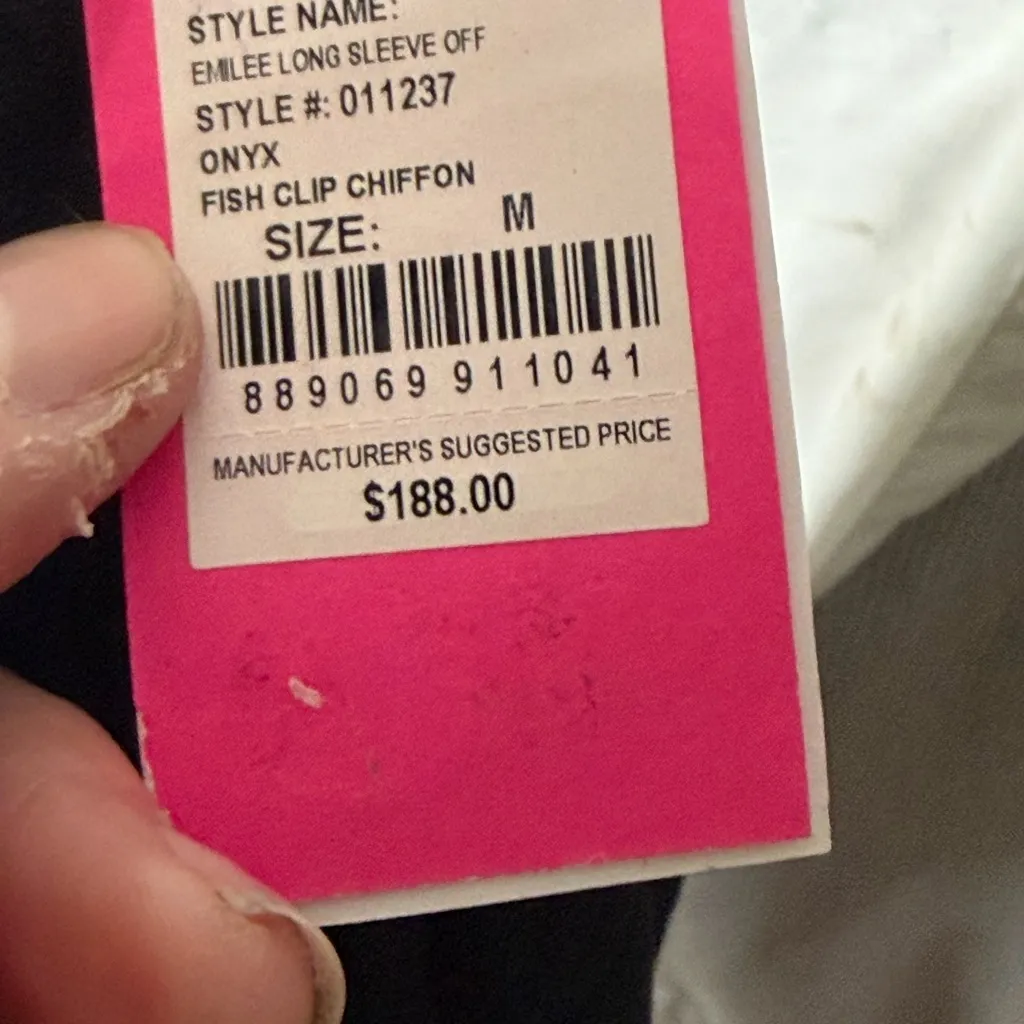 STYLE NAME:
EMILEE LONG SLEEVE OFF
STYLE #: 011237
ONYX
FISH CLIP CHIFFON
SIZE: M
889069 911041
MANUFACTURER'S SUGGESTED PRICE
$188.00